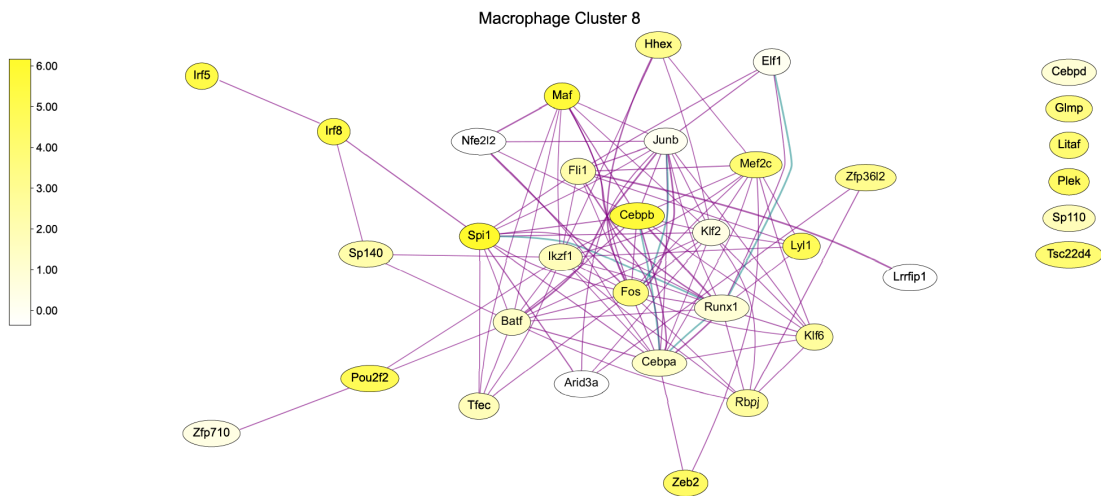 Macrophage Cluster 8
6.00
5.00
4.00
3.00
2.00
1.00
0.00
Hhex
Elf1
Irf5
Cebpd
Maf
Glmp
Irf8
Nfe2l2
Junb
Litaf
Fli1
Mef2c
Zfp36l2
Plek
Cebpb
Sp110
Spi1
Klf2
Lyl1
Sp140
Ikzf1
Tsc22d4
Lrrfip1
Fos
Runx1
Batf
Klf6
Cebpa
Pou2f2
Arid3a
Tfec
Rbpj
Zfp710
Zeb2